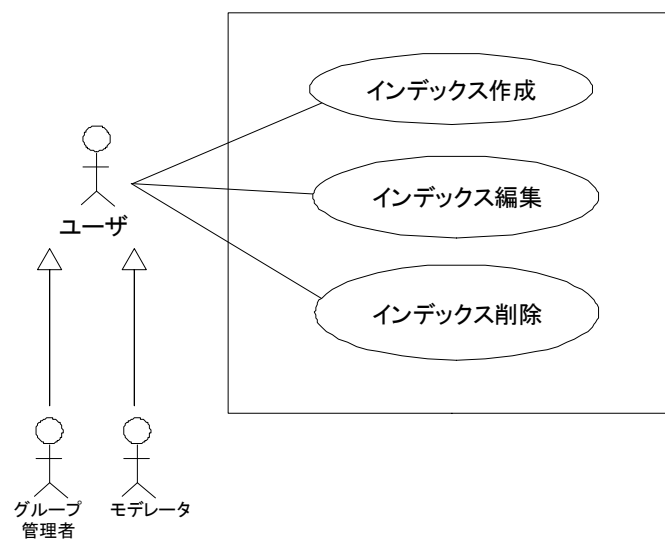 インデックス作成
インデックス編集
ユーザ
インデックス削除
グループ
管理者
モデレータ